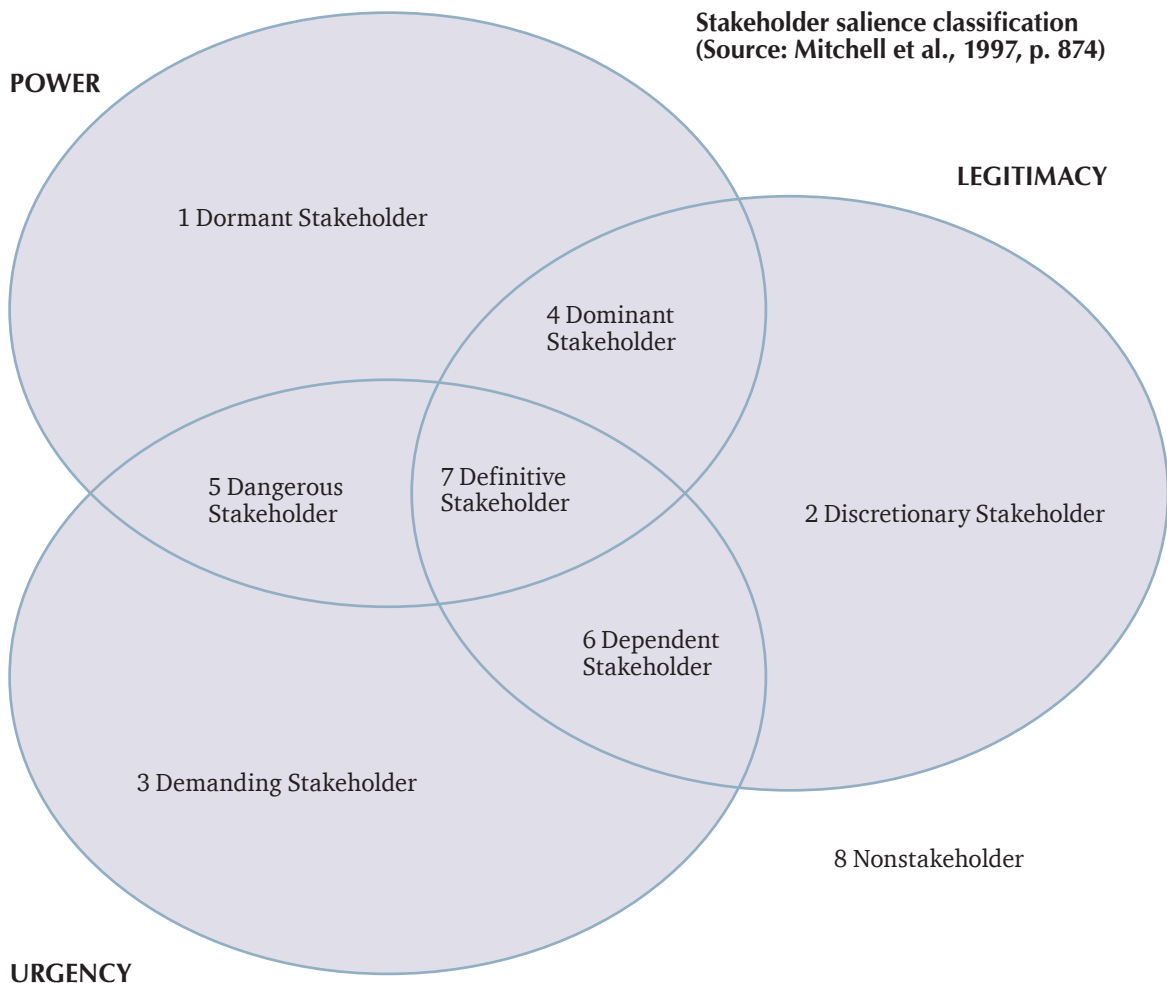 Stakeholder salience classification
(Source: Mitchell et al., 1997, p. 874)
POWER
LEGITIMACY
1 Dormant Stakeholder
4 Dominant
Stakeholder
5 Dangerous
Stakeholder
7 Definitive
Stakeholder
2 Discretionary Stakeholder
6 Dependent
Stakeholder
3 Demanding Stakeholder
8 Nonstakeholder
URGENCY